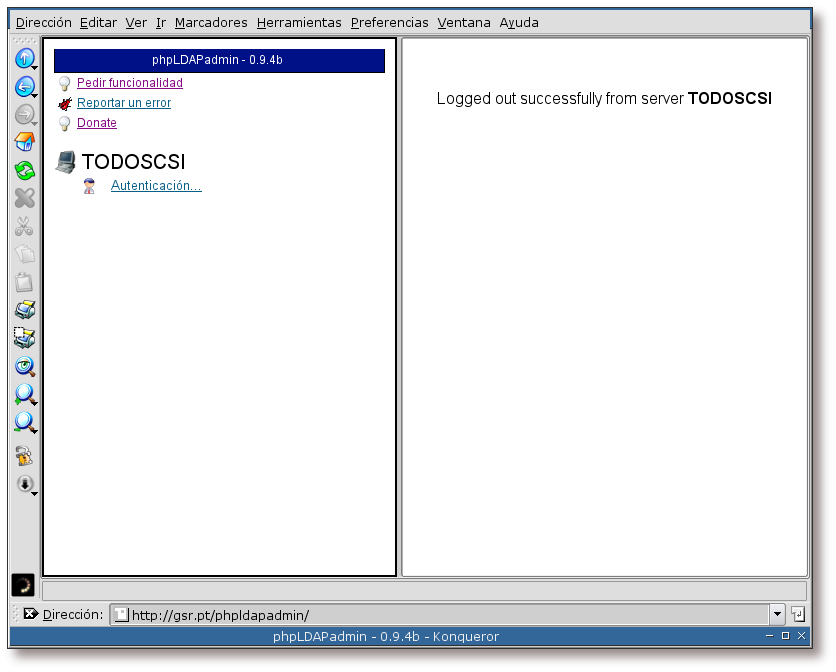 Dirección Editar Ver Ir Marcadores Herramientas Preferencias Ventana Ayuda
phpLDAPadmin - 0.9.4b
Pedir funcionalidad
Reportar un error
Donate
TODOSCSI
Autenticación...
Logged out successfully from server TODOSCSI
Dirección: http://gsr.pt/phpldapadmin/
phpLDAPadmin - 0.9.4b - Konqueror